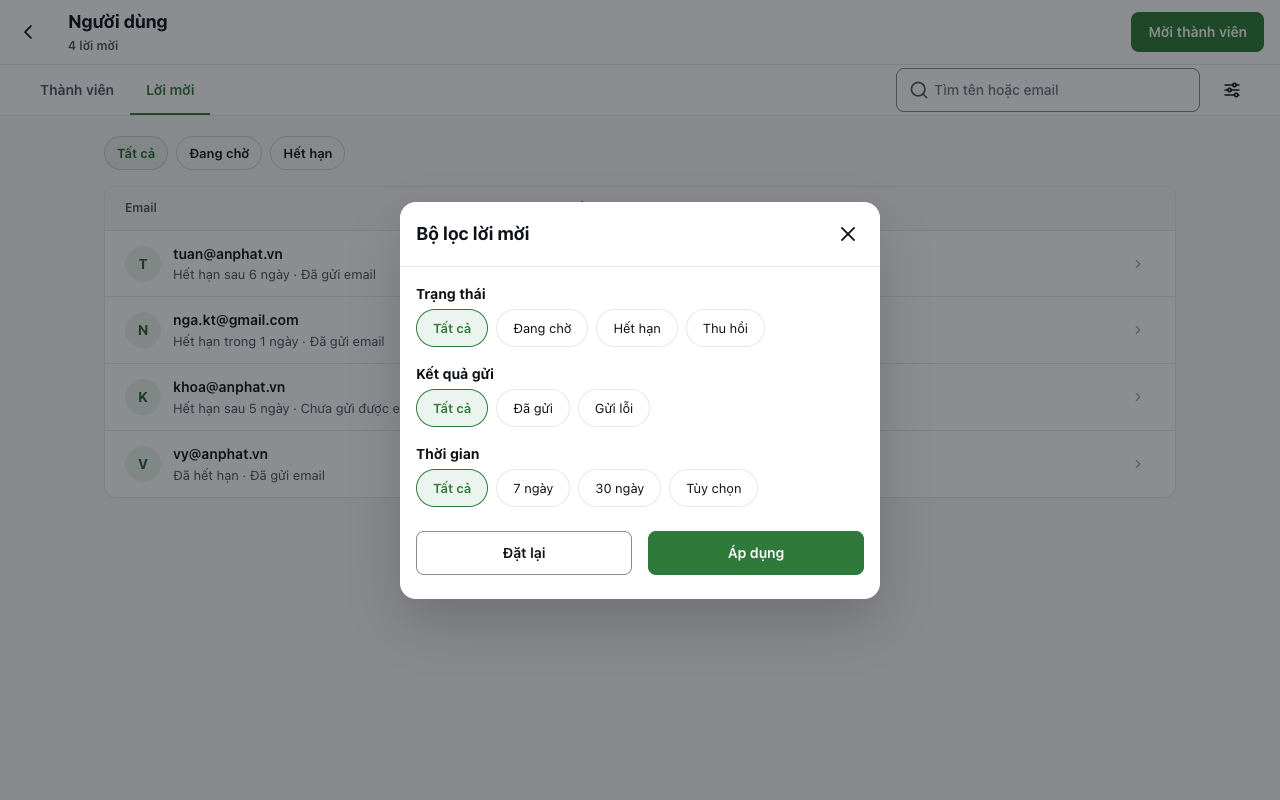 Người dùng
4 lời mời
Mời thành viên
Thành viên
Lời mời
Tìm tên hoặc email
Tất cả
Đang chờ
Hết hạn
Email
T
tuan@anphat.vn
Hết hạn sau 6 ngày · Đã gửi email
N
nga.kt@gmail.com
Hết hạn trong 1 ngày · Đã gửi email
K
khoa@anphat.vn
Hết hạn sau 5 ngày · Chưa gửi được e
V
vy@anphat.vn
Đã hết hạn · Đã gửi email
Bộ lọc lời mời
Trạng thái
Tất cả
Đang chờ
Hết hạn
Thu hồi
Kết quả gửi
Tất cả
Đã gửi
Gửi lỗi
Thời gian
Tất cả
7 ngày
30 ngày
Tùy chọn
Đặt lại
Áp dụng